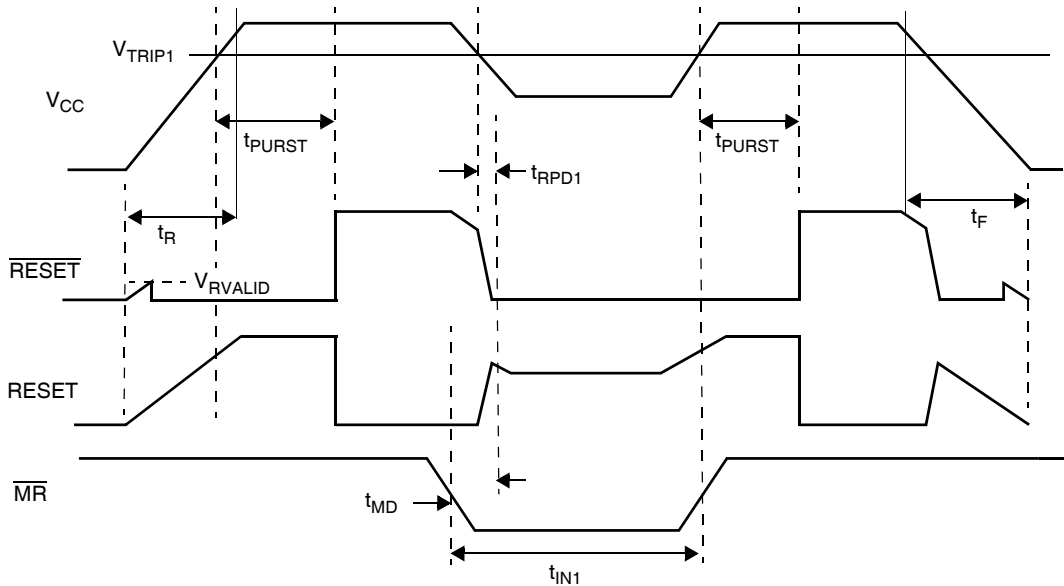 VTRIP1
VCC
tPURST
tPURST
tRPD1
tR
tF
RESET
VRVALID
RESET
MR
tMD
tIN1